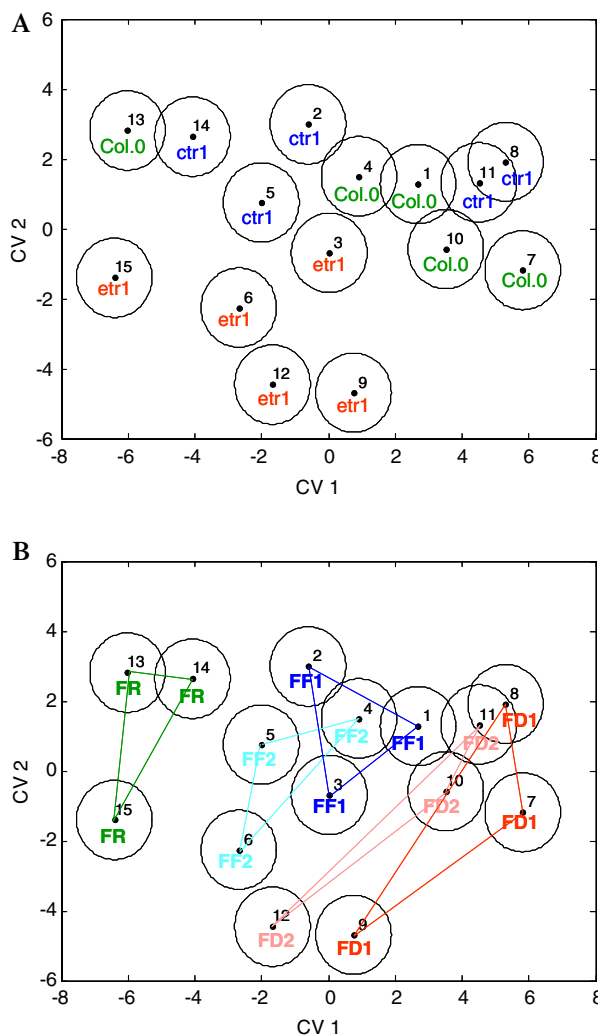 A
6
4
2
0
-2
-4
-6
CV 2
13
Col.0
14
ctr1
2
ctr1
4
Col.0
1
Col.0
11
ctr1
8
ctr1
5
ctr1
3
etr1
10
Col.0
7
Col.0
15
etr1
6
etr1
12
etr1
9
etr1
-8 -6 -4 -2 0 2 4 6 8
CV 1
B
6
4
2
0
-2
-4
-6
CV 2
13
FR
14
FR
2
FF1
4
FF2
1
FF1
11
FD2
8
FD1
5
FF2
3
FF1
10
FD2
7
FD1
15
FR
6
FF2
12
FD2
9
FD1
-8 -6 -4 -2 0 2 4 6 8
CV 1